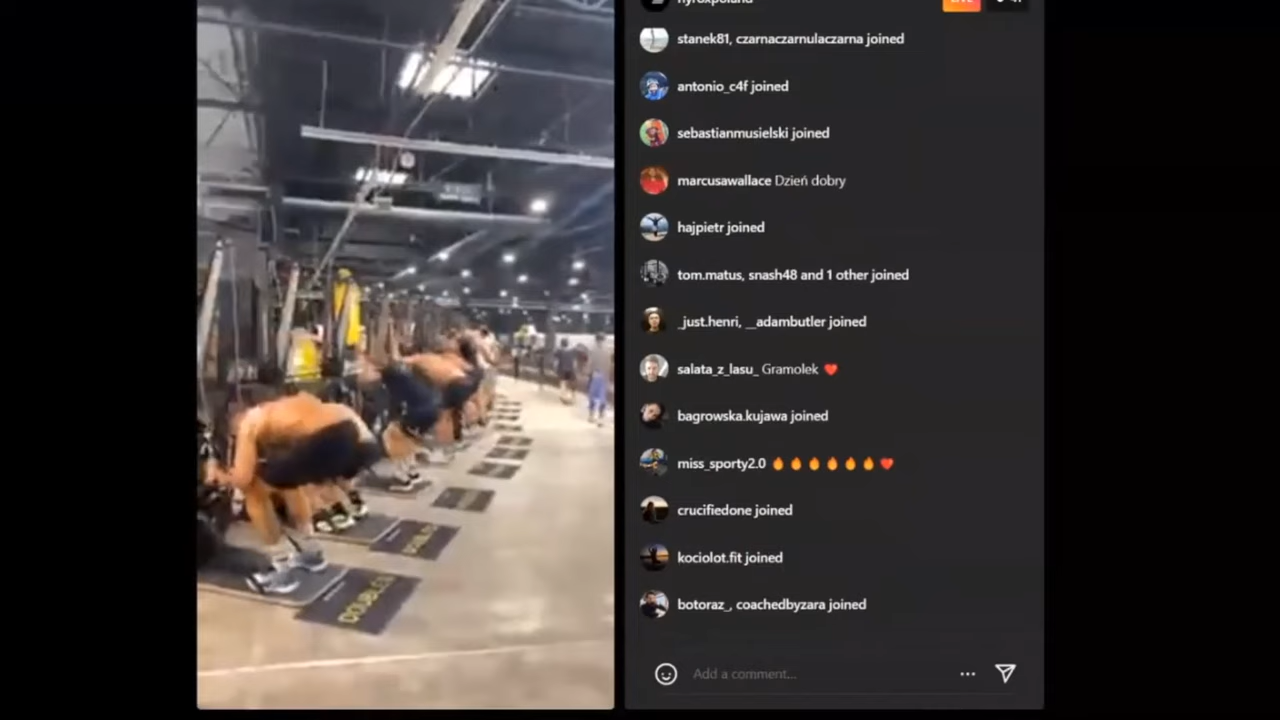 hyroxpoland
LIVE
stanek81, czarnaczarnulaczarna joined
antonio_c4f joined
sebastianmusielski joined
marcusawallace Dzień dobry
hajpietr joined
tom.matus, snash48 and 1 other joined
_just.henri, __adambutler joined
salata_z_lasu_ Gramolek ❤️
bagrowska.kujawa joined
miss_sporty2.0 🔥🔥🔥🔥🔥🔥❤️
crucifiedone joined
kociolot.fit joined
botoraz_, coachedbyzara joined
Add a comment...